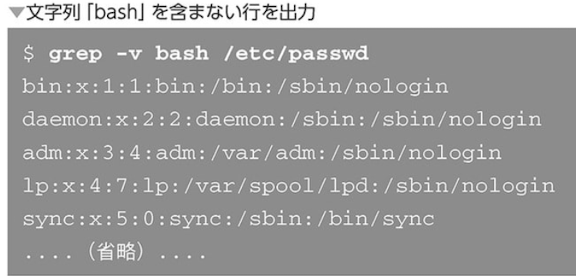 ▼文字列「bash」を含まない行を出力
$ grep -v bash /etc/passwd
bin:x:1:1:bin:/bin:/sbin/nologin
daemon:x:2:2:daemon:/sbin:/sbin/nologin
adm:x:3:4:adm:/var/adm:/sbin/nologin
lp:x:4:7:lp:/var/spool/lpd:/sbin/nologin
sync:x:5:0:sync:/sbin:/bin/sync
....（省略）....